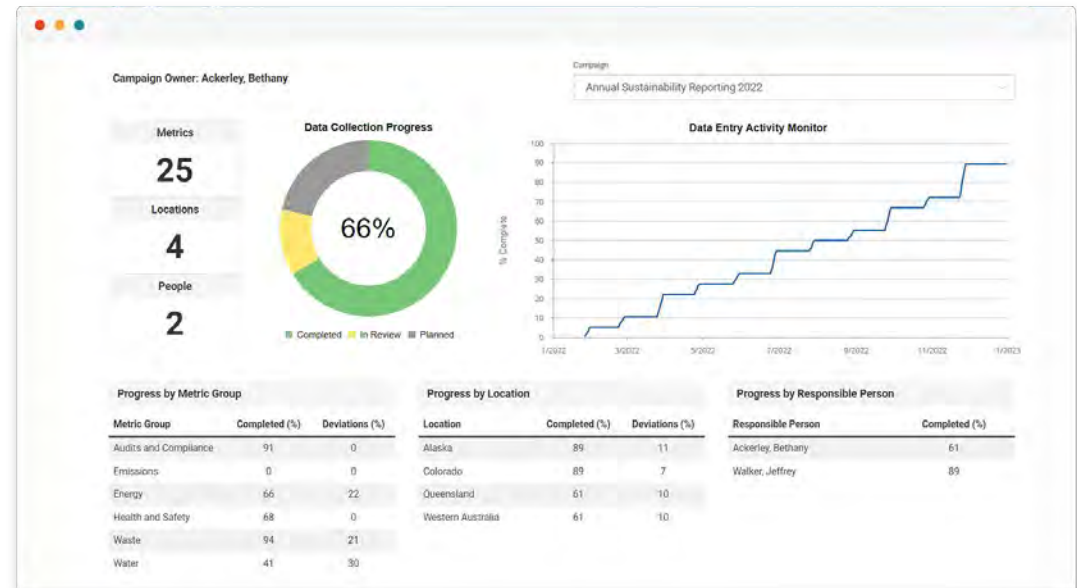 Campaign Owner: Ackerley, Bethany
Campaign
Annual Sustainability Reporting 2022
Metrics
25
Locations
4
People
2
Data Collection Progress
66%
Completed In Review Planned
Data Entry Activity Monitor
% Complete
100
90
80
70
60
50
40
30
20
10
0
1/2022 3/2022 5/2022 7/2022 9/2022 11/2022 1/2023
Progress by Metric Group
Metric Group Completed (%) Deviations (%)
Audits and Compliance 91 0
Emissions 0 0
Energy 66 22
Health and Safety 68 0
Waste 94 21
Water 41 30
Progress by Location
Location Completed (%) Deviations (%)
Alaska 89 11
Colorado 89 7
Queensland 61 10
Western Australia 61 10
Progress by Responsible Person
Responsible Person Completed (%)
Ackerley, Bethany 61
Walker, Jeffrey 89